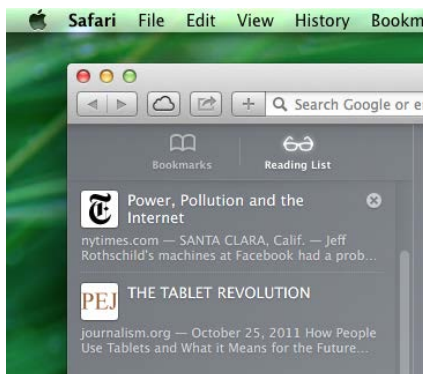 Safari File Edit View History Bookm
Search Google or e
Bookmarks Reading List
Power, Pollution and the
Internet
nytimes.com — SANTA CLARA, Calif. — Jeff
Rothschild's machines at Facebook had a prob...
PEJ THE TABLET REVOLUTION
journalism.org — October 25, 2011 How People
Use Tablets and What it Means for the Future...